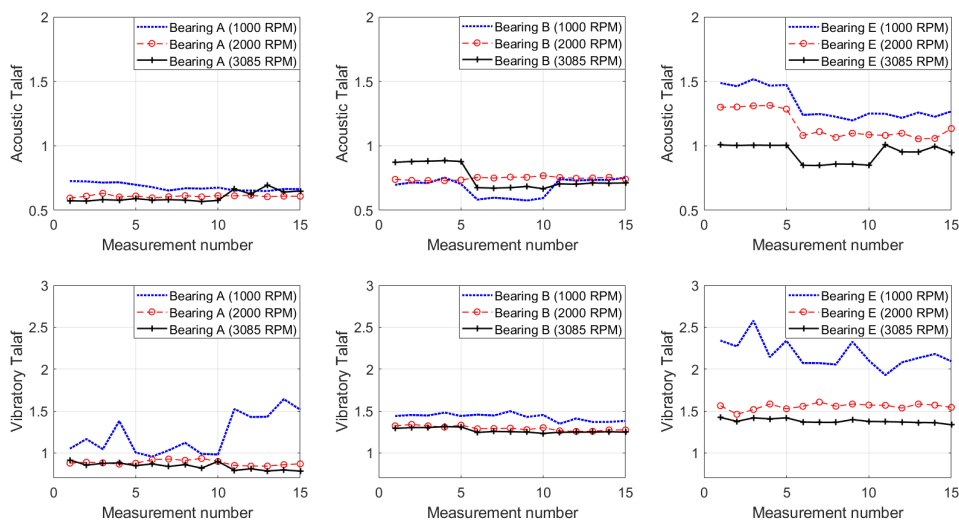 2
1.5
1
0.5
0
5
10
15
Acoustic Talaf
Measurement number
Bearing A (1000 RPM)
Bearing A (2000 RPM)
Bearing A (3085 RPM)
2
1.5
1
0.5
0
5
10
15
Acoustic Talaf
Measurement number
Bearing B (1000 RPM)
Bearing B (2000 RPM)
Bearing B (3085 RPM)
2
1.5
1
0.5
0
5
10
15
Acoustic Talaf
Measurement number
Bearing E (1000 RPM)
Bearing E (2000 RPM)
Bearing E (3085 RPM)
3
2.5
2
1.5
1
0
5
10
15
Vibratory Talaf
Measurement number
Bearing A (1000 RPM)
Bearing A (2000 RPM)
Bearing A (3085 RPM)
3
2.5
2
1.5
1
0
5
10
15
Vibratory Talaf
Measurement number
Bearing B (1000 RPM)
Bearing B (2000 RPM)
Bearing B (3085 RPM)
3
2.5
2
1.5
1
0
5
10
15
Vibratory Talaf
Measurement number
Bearing E (1000 RPM)
Bearing E (2000 RPM)
Bearing E (3085 RPM)